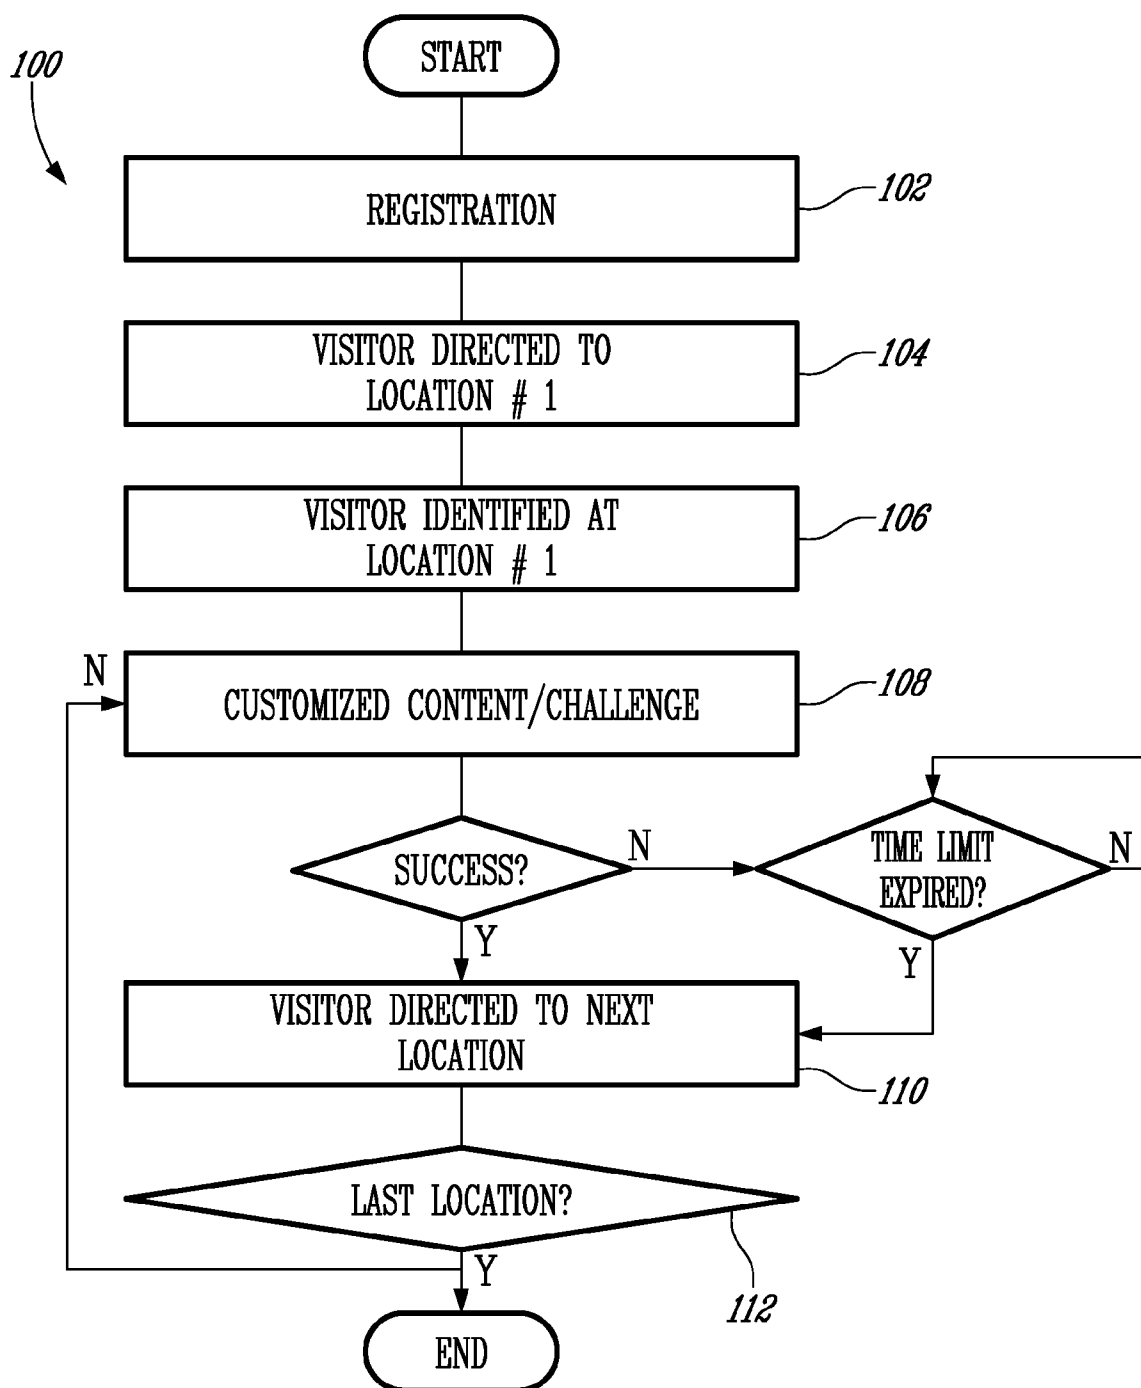 START
100
REGISTRATION
102
VISITOR DIRECTED TO
LOCATION # 1
104
VISITOR IDENTIFIED AT
LOCATION # 1
106
N
CUSTOMIZED CONTENT/CHALLENGE
108
SUCCESS?
N
TIME LIMIT
EXPIRED?
N
Y
Y
VISITOR DIRECTED TO NEXT
LOCATION
110
LAST LOCATION?
112
Y
END